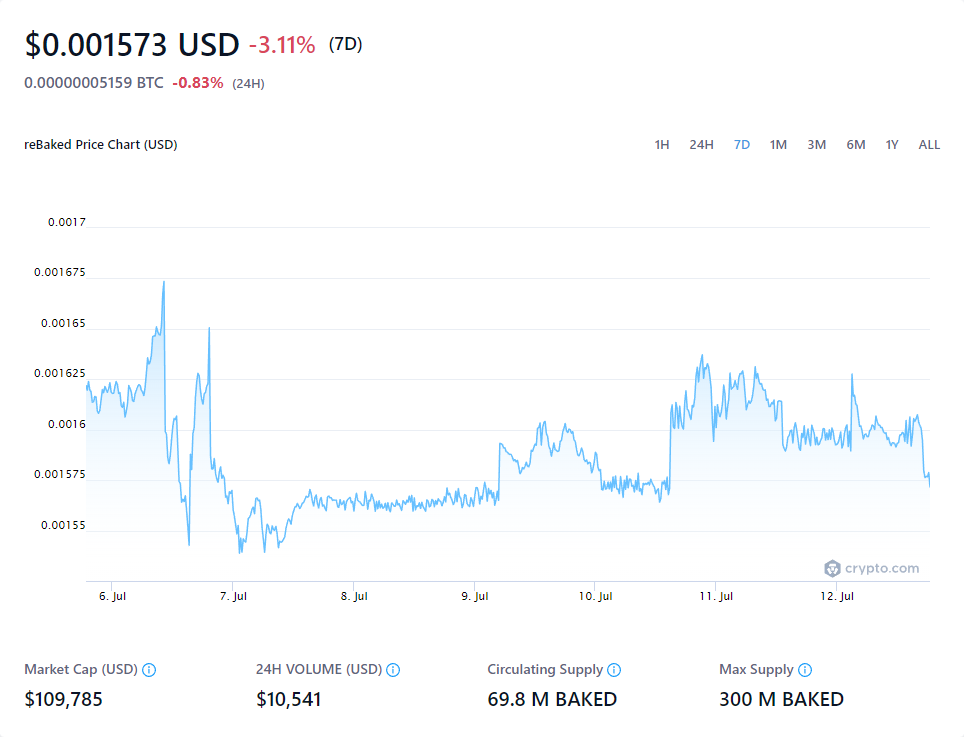 $0.001573 USD -3.11% (7D)
0.00000005159 BTC -0.83% (24H)
reBaked Price Chart (USD) 1H 24H 7D 1M 3M 6M 1Y ALL
0.0017
0.001675
0.00165
0.001625
0.0016
0.001575
0.00155
crypto.com
6. Jul 7. Jul 8. Jul 9. Jul 10. Jul 11. Jul 12. Jul
Market Cap (USD) 24H VOLUME (USD) Circulating Supply Max Supply
$109,785 $10,541 69.8 M BAKED 300 M BAKED